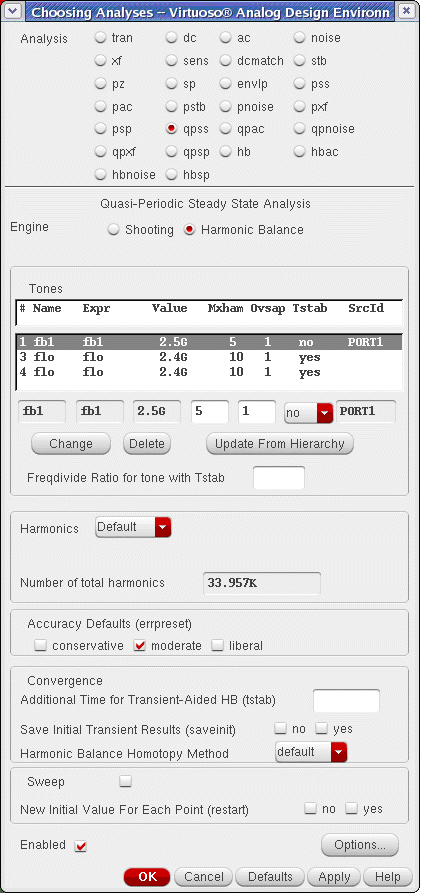 Choosing Analyses -- Virtuoso® Analog Design Environn
Analysis tran dc ac noise
xf sens dcmatch stb
pz sp envlp pss
pac pstb pnoise pxf
psp qpss qpac qpnoise
qpxf qpsp hb hbac
hbnoise hbsp
Quasi-Periodic Steady State Analysis
Engine Shooting Harmonic Balance
Tones
# Name Expr Value Mxham Ovsap Tstab SrcId
1 fb1 fb1 2.5G 5 1 no PORT1
3 flo flo 2.4G 10 1 yes
4 flo flo 2.4G 10 1 yes
fb1 fb1 2.5G 5 1 no PORT1
Change Delete Update From Hierarchy
Freqdivide Ratio for tone with Tstab
Harmonics Default
Number of total harmonics 33.957K
Accuracy Defaults (errpreset)
conservative moderate liberal
Convergence
Additional Time for Transient-Aided HB (tstab)
Save Initial Transient Results (saveinit) no yes
Harmonic Balance Homotopy Method default
Sweep
New Initial Value For Each Point (restart) no yes
Enabled Options...
OK Cancel Defaults Apply Help